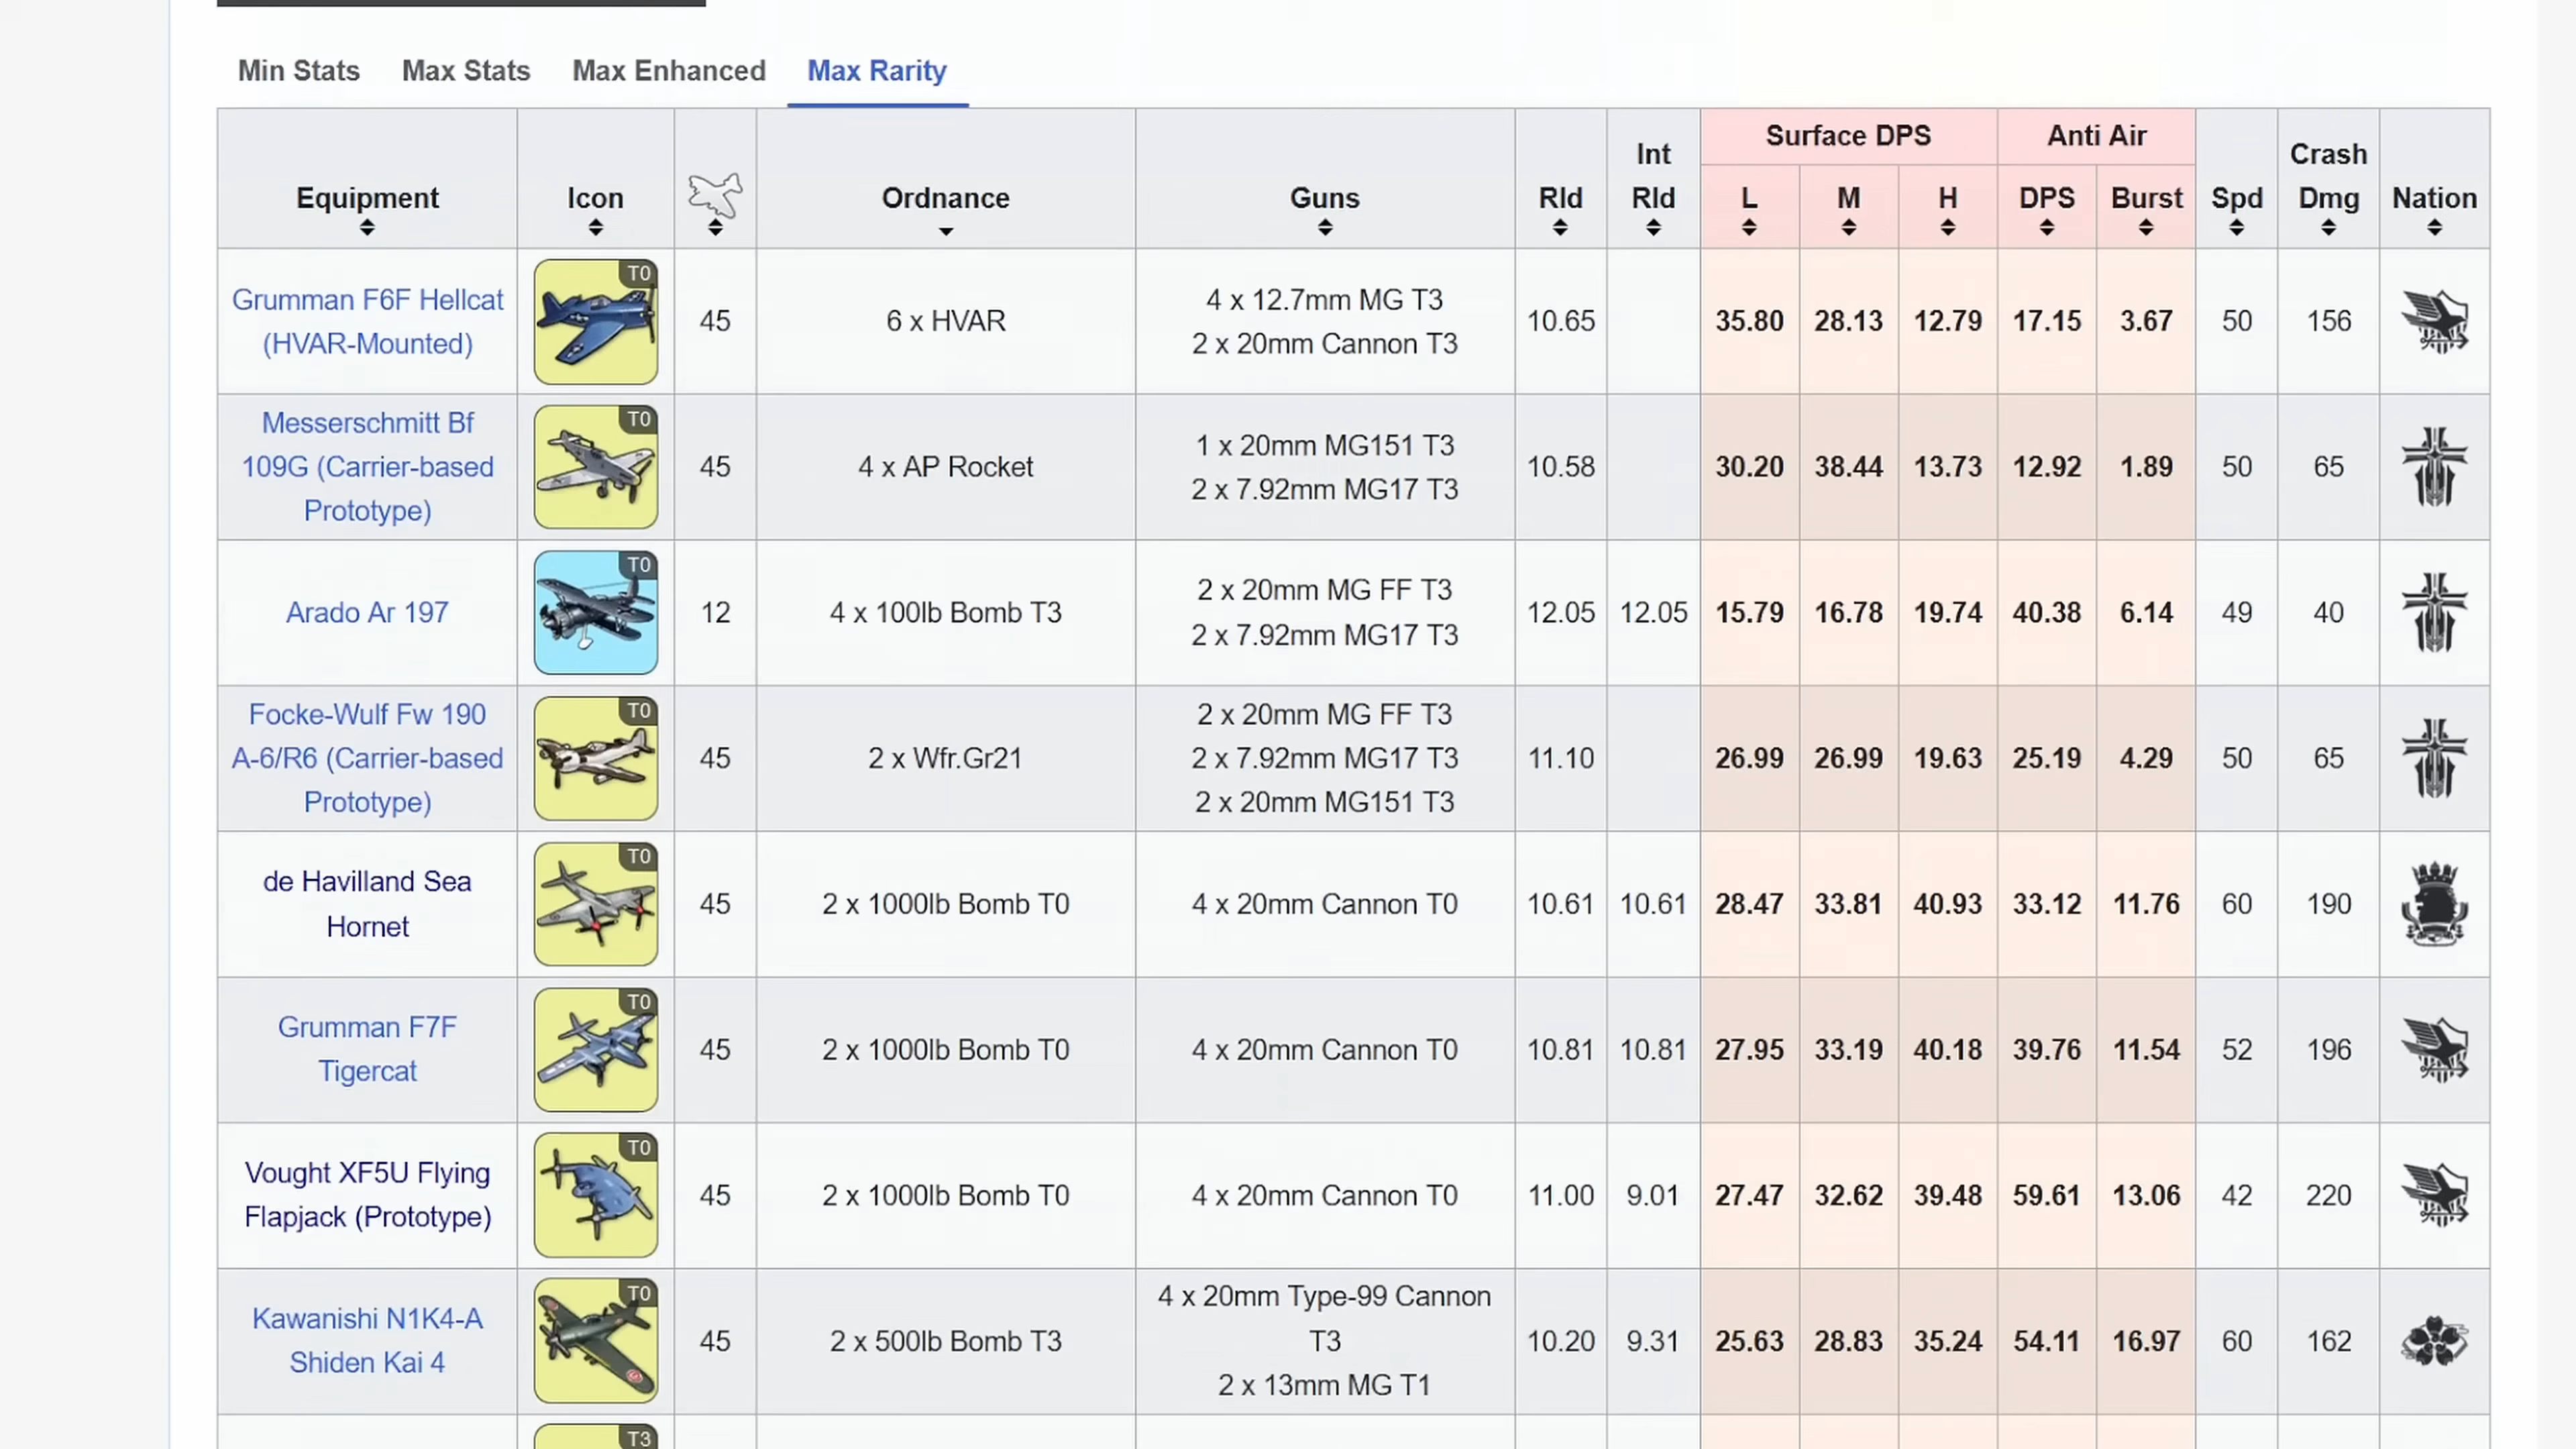 Min Stats Max Stats Max Enhanced Max Rarity
Equipment Icon Ordnance Guns Rld Int Rld Surface DPS L M H Anti Air DPS Burst Spd Crash Dmg Nation
Grumman F6F Hellcat
(HVAR-Mounted)
T0
45
6 x HVAR
4 x 12.7mm MG T3
2 x 20mm Cannon T3
10.65 35.80 28.13 12.79 17.15 3.67 50 156
Messerschmitt Bf
109G (Carrier-based
Prototype)
T0
45
4 x AP Rocket
1 x 20mm MG151 T3
2 x 7.92mm MG17 T3
10.58 30.20 38.44 13.73 12.92 1.89 50 65
Arado Ar 197
T0
12
4 x 100lb Bomb T3
2 x 20mm MG FF T3
2 x 7.92mm MG17 T3
12.05 12.05 15.79 16.78 19.74 40.38 6.14 49 40
Focke-Wulf Fw 190
A-6/R6 (Carrier-based
Prototype)
T0
45
2 x Wfr.Gr21
2 x 20mm MG FF T3
2 x 7.92mm MG17 T3
2 x 20mm MG151 T3
11.10 26.99 26.99 19.63 25.19 4.29 50 65
de Havilland Sea
Hornet
T0
45
2 x 1000lb Bomb T0
4 x 20mm Cannon T0
10.61 10.61 28.47 33.81 40.93 33.12 11.76 60 190
Grumman F7F
Tigercat
T0
45
2 x 1000lb Bomb T0
4 x 20mm Cannon T0
10.81 10.81 27.95 33.19 40.18 39.76 11.54 52 196
Vought XF5U Flying
Flapjack (Prototype)
T0
45
2 x 1000lb Bomb T0
4 x 20mm Cannon T0
11.00 9.01 27.47 32.62 39.48 59.61 13.06 42 220
Kawanishi N1K4-A
Shiden Kai 4
T0
45
2 x 500lb Bomb T3
4 x 20mm Type-99 Cannon
T3
2 x 13mm MG T1
10.20 9.31 25.63 28.83 35.24 54.11 16.97 60 162
T3